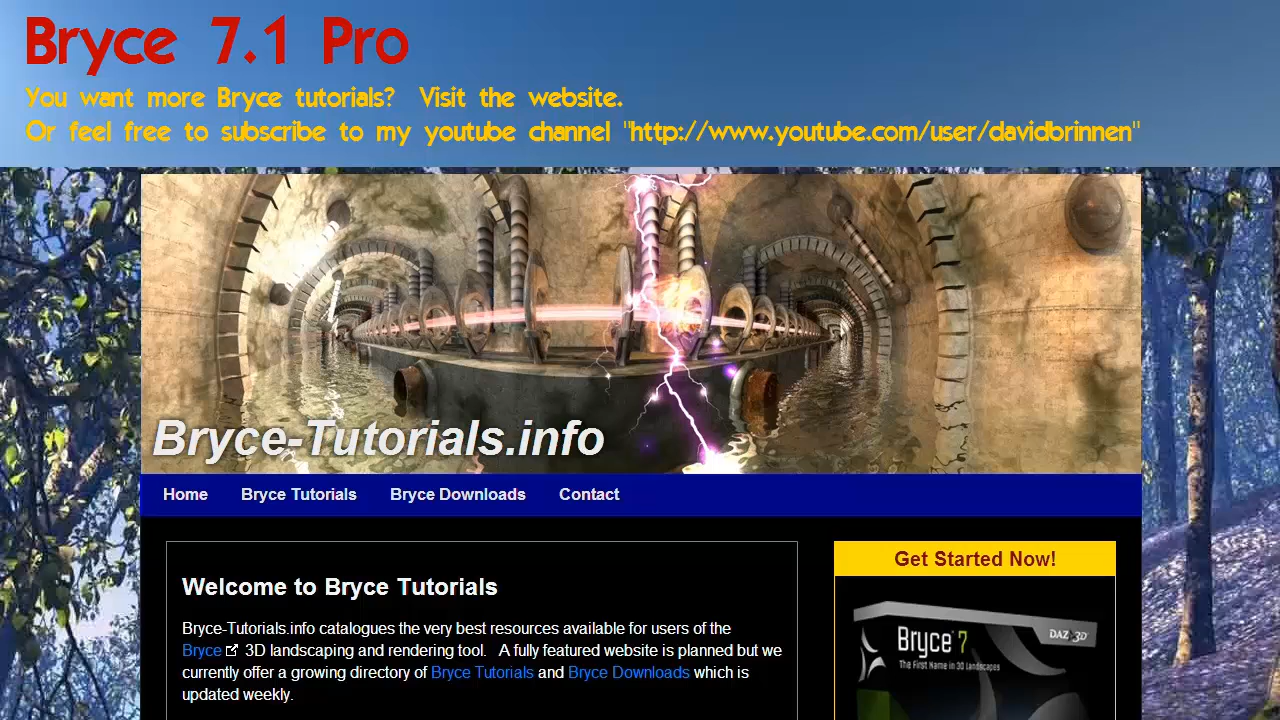 Bryce 7.1 Pro
You want more Bryce tutorials? Visit the website.
Or feel free to subscribe to my youtube channel "http://www.youtube.com/user/davidbrinnen"
Bryce-Tutorials.info
Home Bryce Tutorials Bryce Downloads Contact
Welcome to Bryce Tutorials
Bryce-Tutorials.info catalogues the very best resources available for users of the
Bryce 3D landscaping and rendering tool. A fully featured website is planned but we
currently offer a growing directory of Bryce Tutorials and Bryce Downloads which is
updated weekly.
Get Started Now!
DAZ 3D
Bryce 7
The First Name in 3D Landscapes